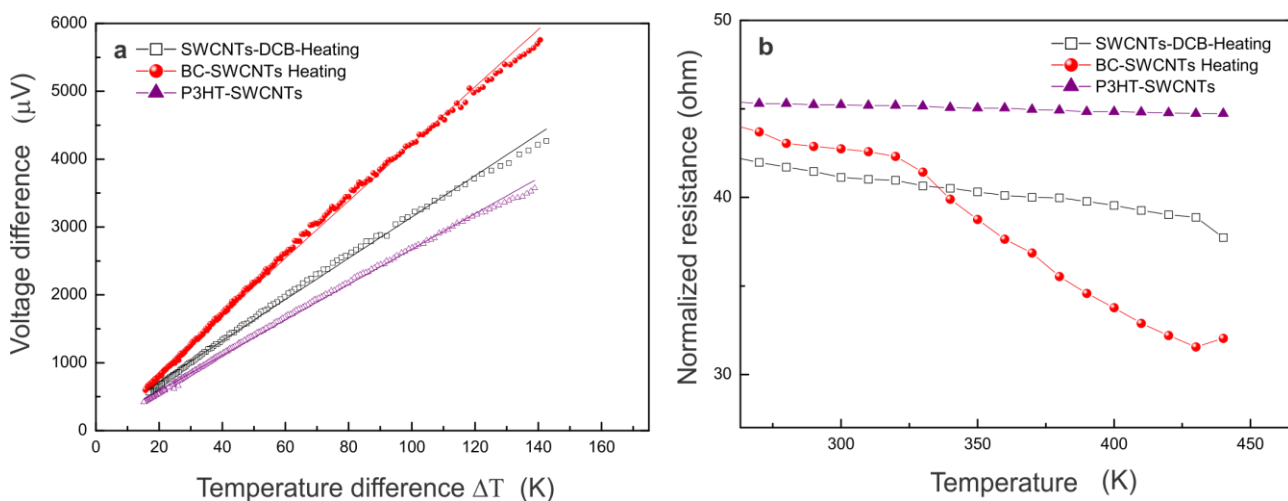 a
SWCNTs-DCB-Heating
BC-SWCNTs Heating
P3HT-SWCNTs
Voltage difference (μV)
6000
5000
4000
3000
2000
1000
0
0 20 40 60 80 100 120 140 160
Temperature difference ΔT (K)
b
SWCNTs-DCB-Heating
BC-SWCNTs Heating
P3HT-SWCNTs
Normalized resistance (ohm)
50
40
30
300 350 400 450
Temperature (K)